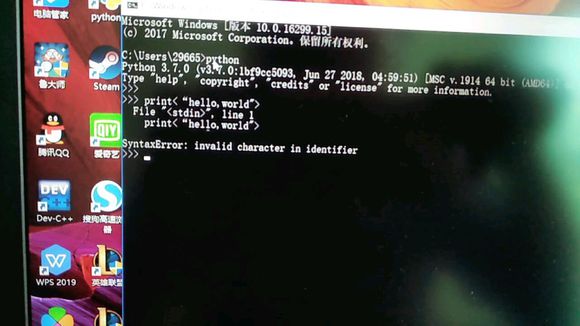 电脑管家
鲁大师
Steam
腾讯QQ
爱奇艺
Dev-C++
搜狗高速浏
览器
WPS 2019
英雄联盟
Microsoft Windows [版本 10.0.16299.15]
(c) 2017 Microsoft Corporation. 保留所有权利。
C:\Users\29665>python
Python 3.7.0 (v3.7.0:1bf9cc5093, Jun 27 2018, 04:59:51) [MSC v.1914 64 bit (AMD64)]
Type "help", "copyright", "credits" or "license" for more information.
>>>
>>> print< “hello,world">
File "<stdin>", line 1
print< “hello,world">
SyntaxError: invalid character in identifier
>>>